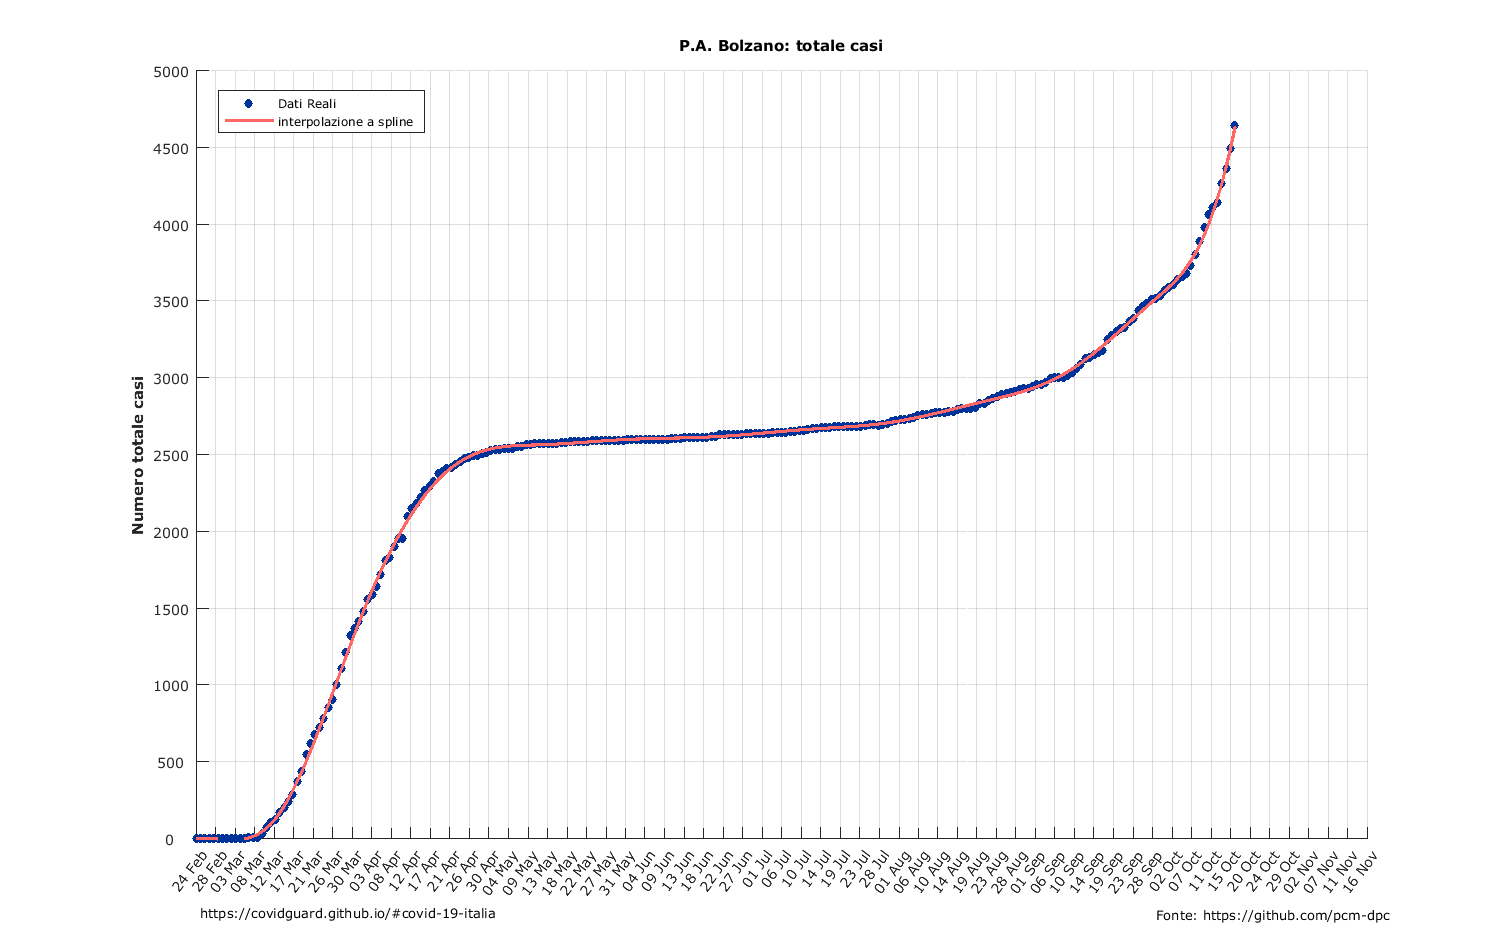 P.A. Bolzano: totale casi
5000
4500
4000
3500
3000
2500
2000
1500
1000
500
0
Dati Reali
interpolazione a spline
Numero totale casi
24 Feb
28 Feb
03 Mar
08 Mar
12 Mar
17 Mar
21 Mar
26 Mar
30 Mar
03 Apr
08 Apr
12 Apr
17 Apr
21 Apr
26 Apr
30 Apr
04 May
09 May
13 May
18 May
22 May
27 May
31 May
04 Jun
09 Jun
13 Jun
18 Jun
22 Jun
27 Jun
01 Jul
06 Jul
10 Jul
14 Jul
19 Jul
23 Jul
28 Jul
01 Aug
06 Aug
10 Aug
14 Aug
19 Aug
23 Aug
28 Aug
01 Sep
06 Sep
10 Sep
14 Sep
19 Sep
23 Sep
28 Sep
02 Oct
07 Oct
11 Oct
15 Oct
20 Oct
24 Oct
29 Oct
02 Nov
07 Nov
11 Nov
16 Nov
https://covidguard.github.io/#covid-19-italia
Fonte: https://github.com/pcm-dpc